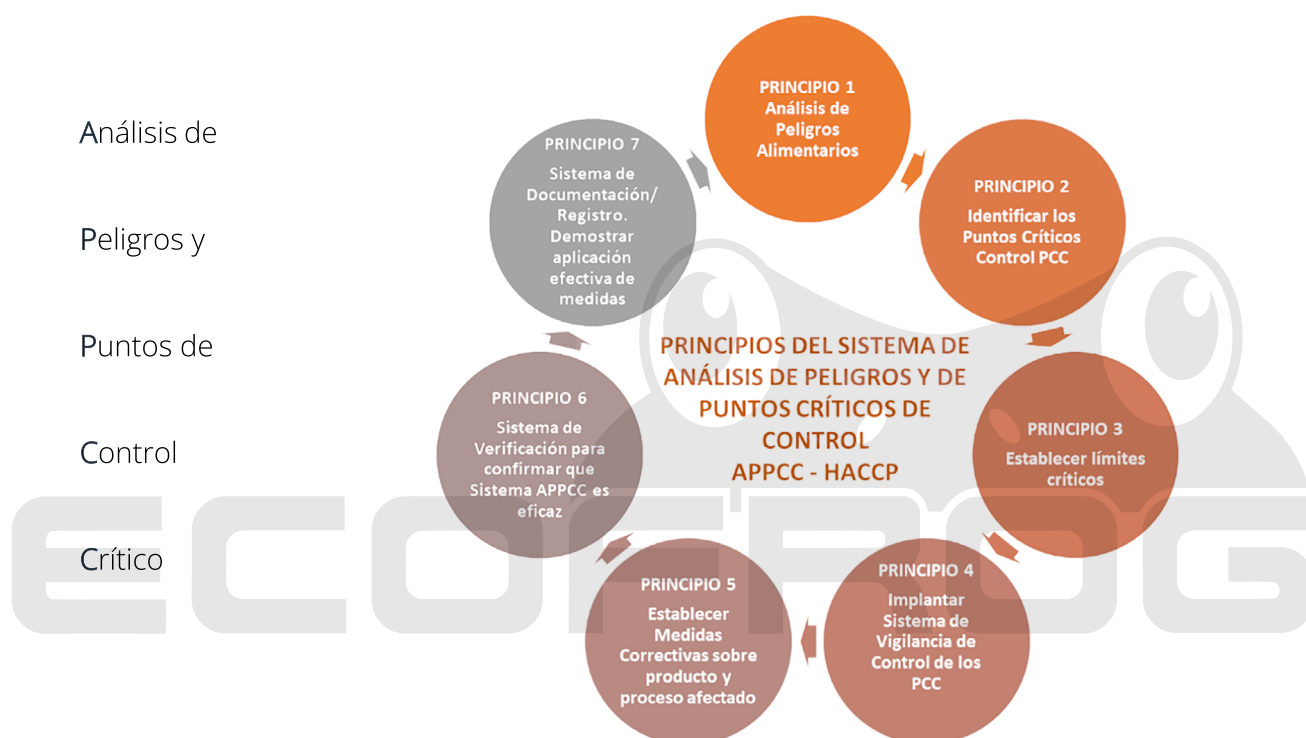 Análisis de
Peligros y
Puntos de
Control
Crítico
PRINCIPIO 1
Análisis de
Peligros
Alimentarios
PRINCIPIO 2
Identificar los
Puntos Críticos
Control PCC
PRINCIPIO 3
Establecer límites
críticos
PRINCIPIO 4
Implantar
Sistema de
Vigilancia de
Control de los
PCC
PRINCIPIO 5
Establecer
Medidas
Correctivas sobre
producto y
proceso afectado
PRINCIPIO 6
Sistema de
Verificación para
confirmar que
Sistema APPCC es
eficaz
PRINCIPIO 7
Sistema de
Documentación/
Registro.
Demostrar
aplicación
efectiva de
medidas
PRINCIPIOS DEL SISTEMA DE
ANÁLISIS DE PELIGROS Y DE
PUNTOS CRÍTICOS DE
CONTROL
APPCC - HACCP
ECOFROG